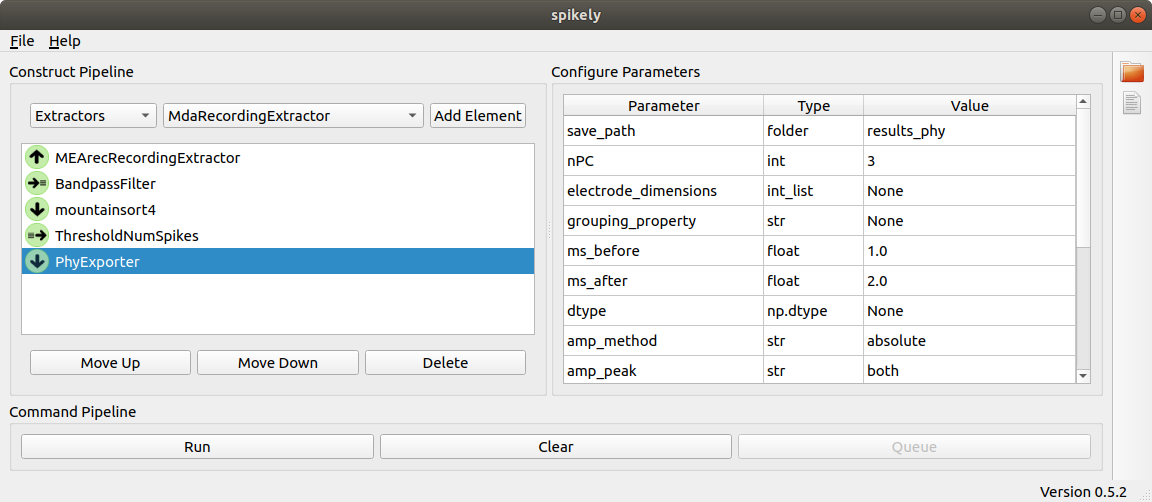 spikely
File Help
Construct Pipeline
Extractors MdaRecordingExtractor Add Element
MEArecRecordingExtractor
BandpassFilter
mountainsort4
ThresholdNumSpikes
PhyExporter
Move Up Move Down Delete
Configure Parameters
Parameter Type Value
save_path folder results_phy
nPC int 3
electrode_dimensions int_list None
grouping_property str None
ms_before float 1.0
ms_after float 2.0
dtype np.dtype None
amp_method str absolute
amp_peak str both
Command Pipeline
Run Clear Queue
Version 0.5.2